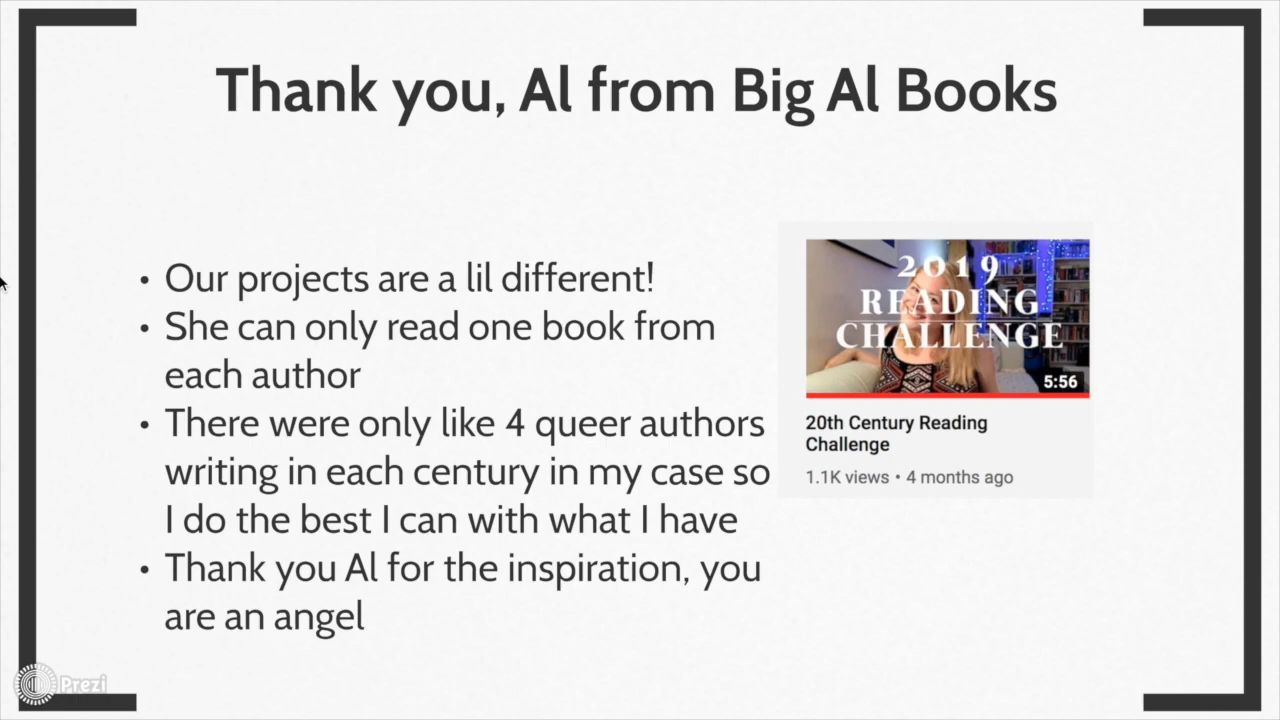 Thank you, Al from Big Al Books
• Our projects are a lil different!
• She can only read one book from
each author
• There were only like 4 queer authors
writing in each century in my case so
I do the best I can with what I have
• Thank you Al for the inspiration, you
are an angel
2019
READING
CHALLENGE
5:56
20th Century Reading
Challenge
1.1K views • 4 months ago
Prezi